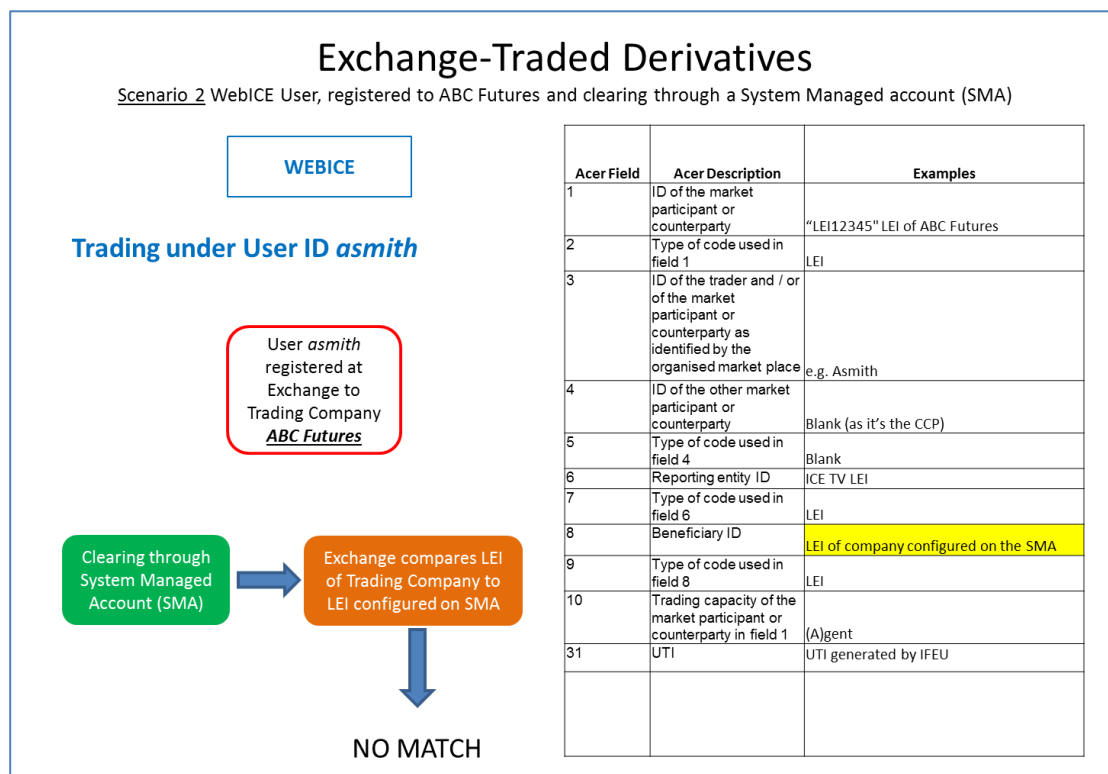 Exchange-Traded Derivatives
Scenario 2 WebICE User, registered to ABC Futures and clearing through a System Managed account (SMA)
WEBICE
Trading under User ID asmith
User asmith
registered at
Exchange to
Trading Company
ABC Futures
Clearing through
System Managed
Account (SMA)
Exchange compares LEI
of Trading Company to
LEI configured on SMA
NO MATCH
Acer Field Acer Description Examples
1 ID of the market
participant or
counterparty “LEI12345" LEI of ABC Futures
2 Type of code used in
field 1 LEI
3 ID of the trader and / or
of the market
participant or
counterparty as
identified by the
organised market place e.g. Asmith
4 ID of the other market
participant or
counterparty Blank (as it’s the CCP)
5 Type of code used in
field 4 Blank
6 Reporting entity ID ICE TV LEI
7 Type of code used in
field 6 LEI
8 Beneficiary ID
LEI of company configured on the SMA
9 Type of code used in
field 8 LEI
10 Trading capacity of the
market participant or
counterparty in field 1 (A)gent
31 UTI UTI generated by IFEU